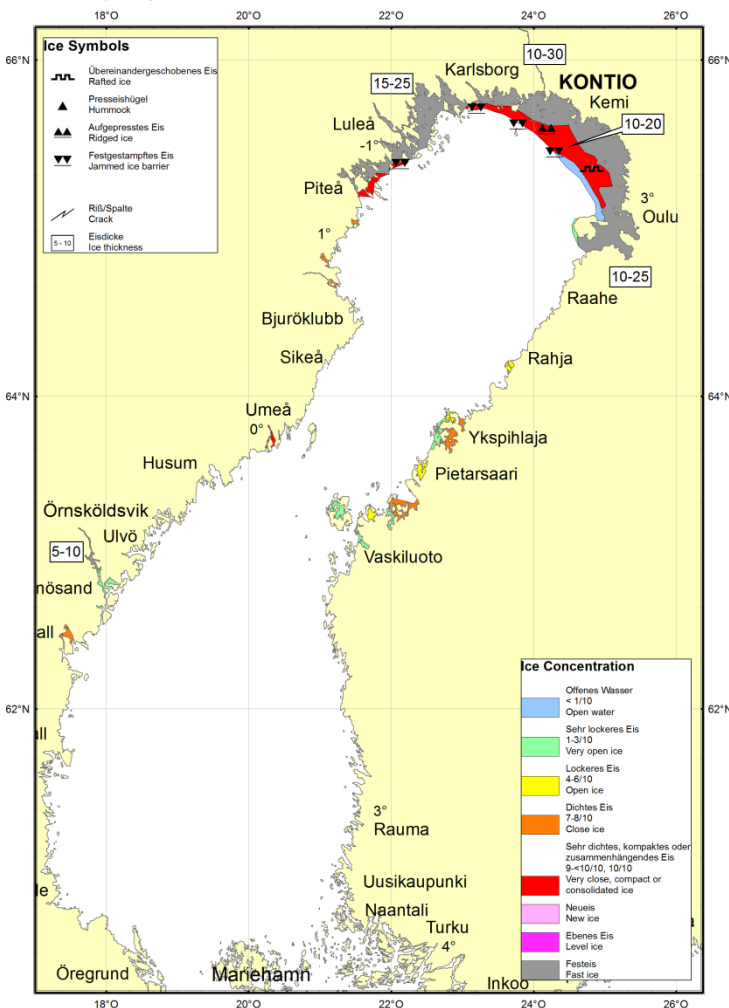 18°E
20°E
22°E
24°E
26°E
Ice Symbols
Übereinandergeschobenes Eis
Rafted ice
Presseishügel
Hummock
Aufgepresstes Eis
Ridged ice
Festgestampftes Eis
Jammed ice barrier
Riß/Spalte
Crack
5 - 10
Eisdicke
Ice thickness
66°N
66°N
10-30
15-25
Karlsborg
KONTIO
Kemi
10-20
Luleå
-1°
Piteå
3°
Oulu
1°
10-25
Raahe
Bjuröklubb
Sikeå
Rahja
64°N
64°N
Umeå
0°
Ykspihlaja
Husum
Pietarsaari
Örnsköldsvik
Ulvö
5-10
Vaskiluoto
nösand
all
Ice Concentration
Offenes Wasser
< 1/10
Open water
62°N
62°N
Sehr lockeres Eis
1-3/10
Very open ice
all
Lockeres Eis
4-6/10
Open ice
Dichtes Eis
7-8/10
Close ice
3°
Rauma
Sehr dichtes, kompaktes oder
zusammenhängendes Eis
9-<10/10, 10/10
Very close, compact or
consolidated ice
le
Uusikaupunki
Naantali
Neueis
New ice
Turku
4°
Ebenes Eis
Level ice
Öregrund
Mariehamn
Inkoo
Festeis
Fast ice
18°E
20°E
22°E
24°E
26°E